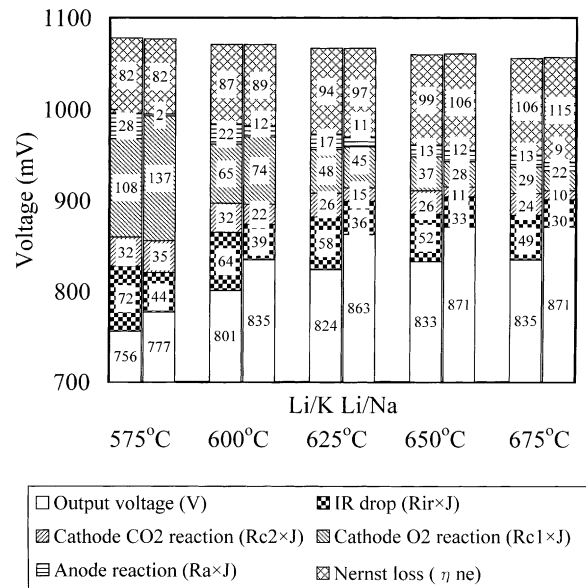 1100
1000
900
800
700
Voltage (mV)
82 82 87 89 94 97 99 106 106 115
28 2 22 12 17 11 13 12 13 9
108 137 65 74 48 45 37 28 29 22
32 35 32 22 26 15 26 11 24 10
72 44 64 39 58 36 52 33 49 30
756 777 801 835 824 863 833 871 835 871
Li/K Li/Na
575°C 600°C 625°C 650°C 675°C
Output voltage (V) IR drop (Rir×J)
Cathode CO2 reaction (Rc2×J) Cathode O2 reaction (Rc1×J)
Anode reaction (Ra×J) Nernst loss ( η ne)